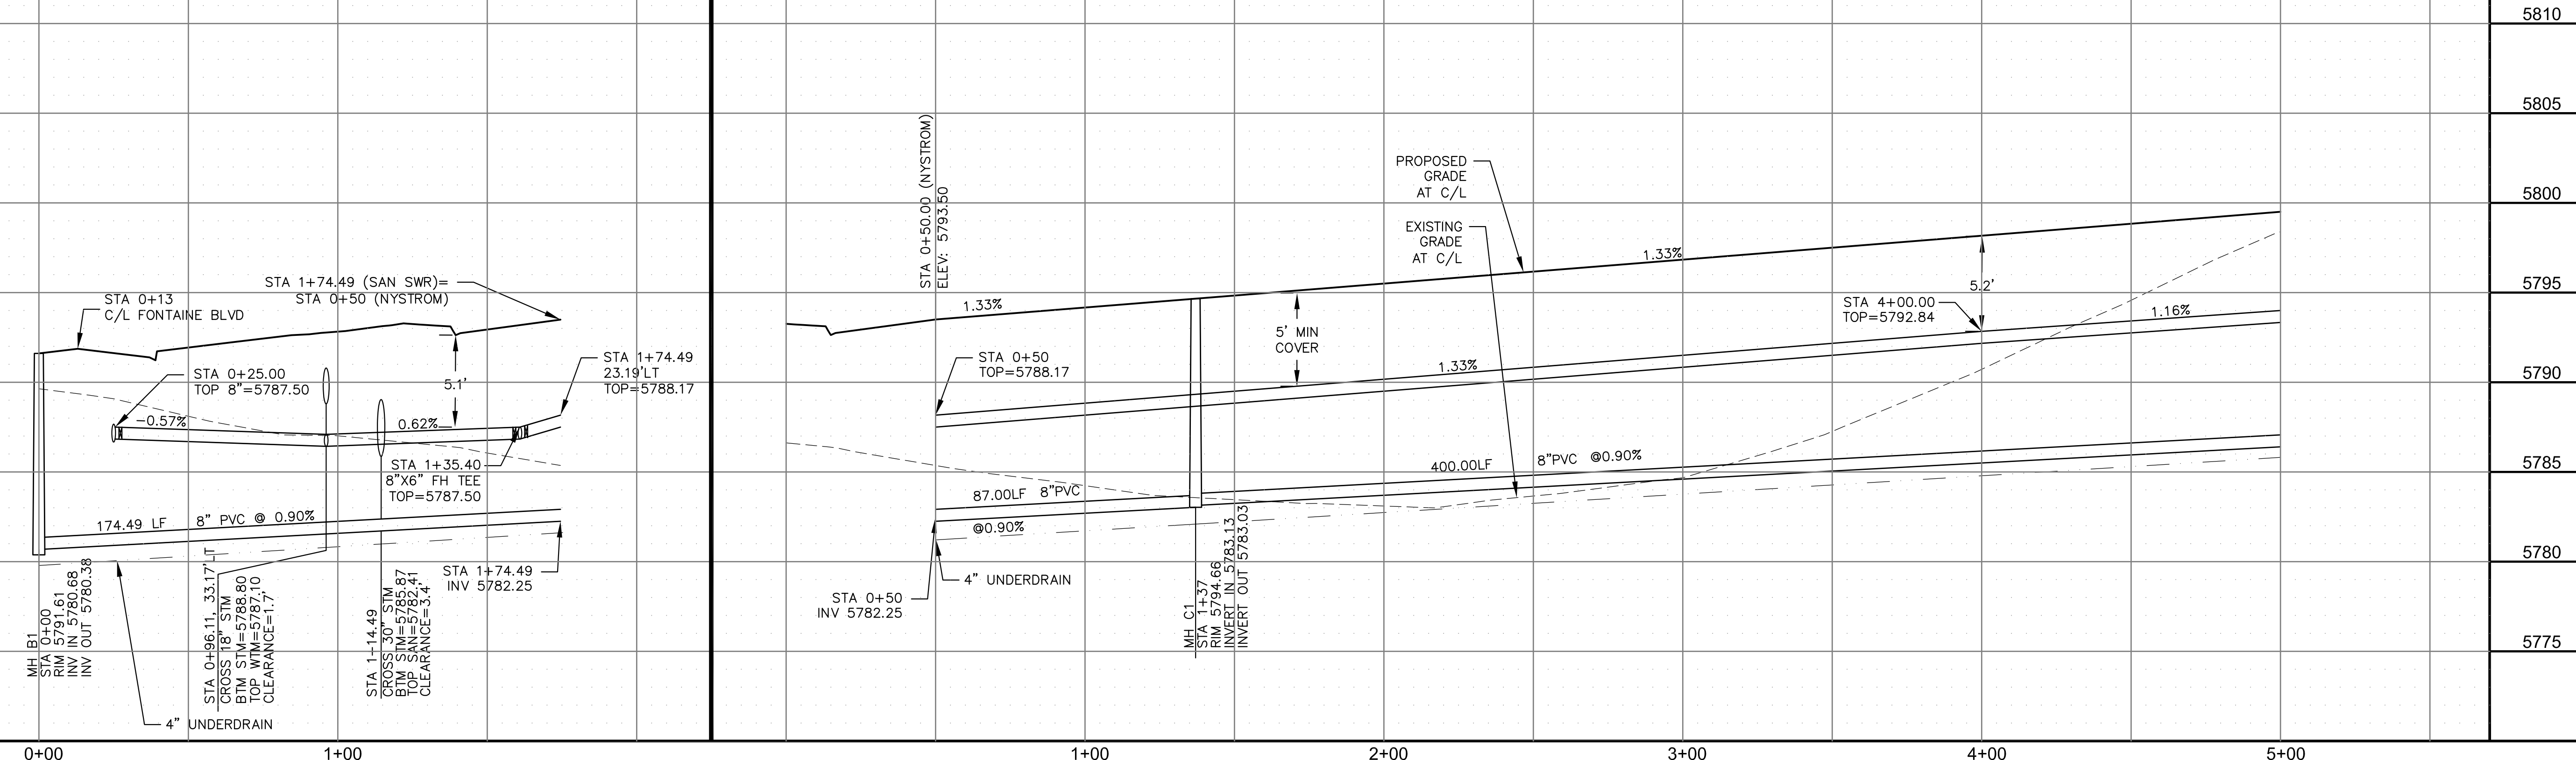 5810
5805
5800
5795
5790
5785
5780
5775
STA 0+13
C/L FONTAINE BLVD
STA 1+74.49 (SAN SWR)=
STA 0+50 (NYSTROM)
STA 0+25.00
TOP 8"=5787.50
-0.57%
0.62%
5.1'
STA 1+74.49
23.19'LT
TOP=5788.17
STA 1+35.40
8"X6" FH TEE
TOP=5787.50
174.49 LF
8" PVC @ 0.90%
STA 1+74.49
INV 5782.25
MH B1
STA 0+00
RIM 5791.61
INV IN 5780.68
INV OUT 5780.38
STA 0+96.11, 33.17' LT
CROSS 18" STM
BTM STM=5788.80
TOP WTM=5787.10
CLEARANCE=1.7'
STA 1-14.49
CROSS 30" STM
BTM STM=5785.87
TOP SAN=5782.41
CLEARANCE=3.4'
4" UNDERDRAIN
STA 0+50.00 (NYSTROM)
ELEV: 5793.50
1.33%
STA 0+50
TOP=5788.17
5' MIN
COVER
PROPOSED
GRADE
AT C/L
EXISTING
GRADE
AT C/L
1.33%
1.33%
STA 4+00.00
TOP=5792.84
5.2'
1.16%
87.00LF
8"PVC
@0.90%
400.00LF
8"PVC @0.90%
4" UNDERDRAIN
STA 0+50
INV 5782.25
MH C1
STA 1+37
RIM 5794.66
INVERT IN 5783.13
INVERT OUT 5783.03
0+00
1+00
1+00
2+00
3+00
4+00
5+00